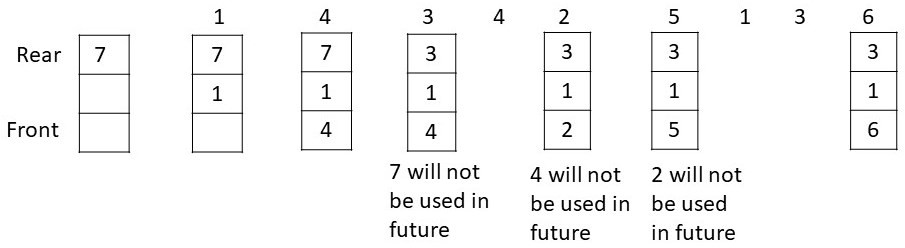 1 4 3 4 2 5 1 3 6
Rear 7 7 7 3 3 3 3
1 1 1 1 1 1
Front 4 4 2 5 6
7 will not 4 will not 2 will not
be used in be used in be used
future future in future